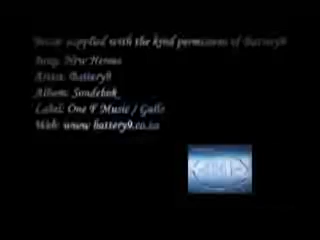 Music supplied with the kind permission of Battery9
Song: New Heroes
Artist: Battery9
Album: Sondebok
Label: One F Music / Gallo
Web: www.battery9.co.za